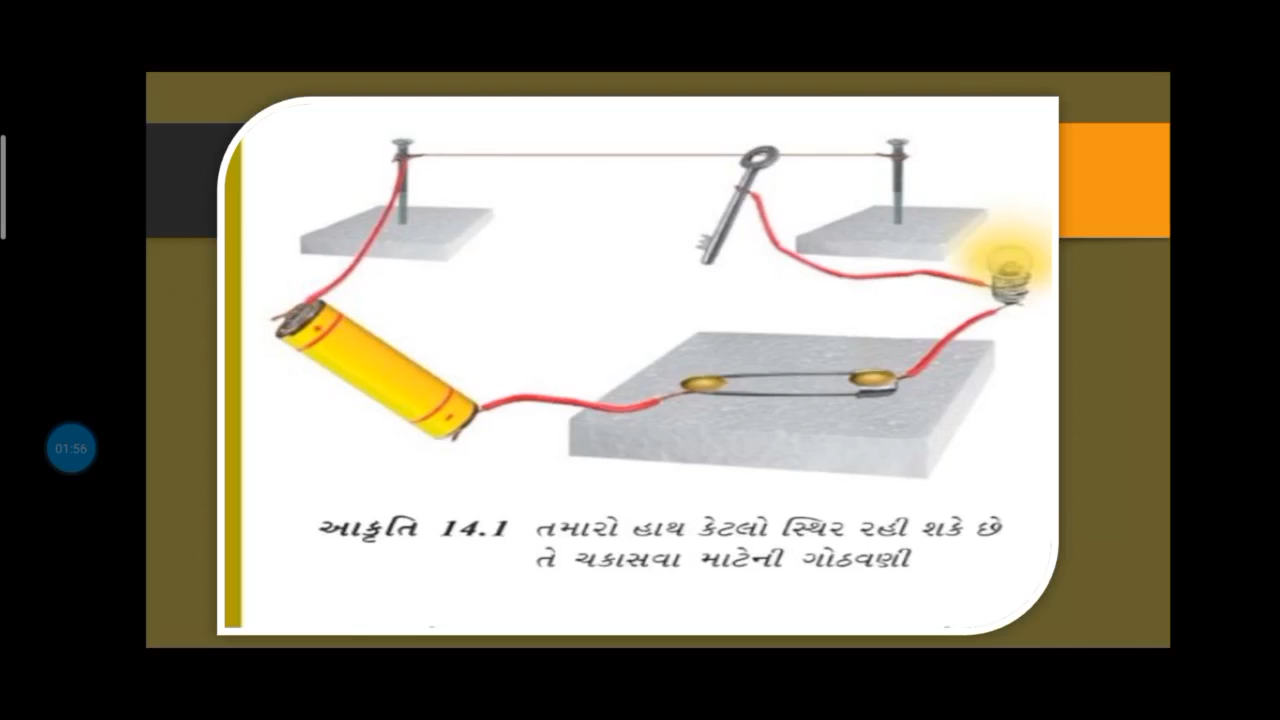 01:56
આકૃતિ 14.1 તમારો હાથ કેટલો સ્થિર રહી શકે છે
તે ચકાસવા માટેની ગોઠવણી